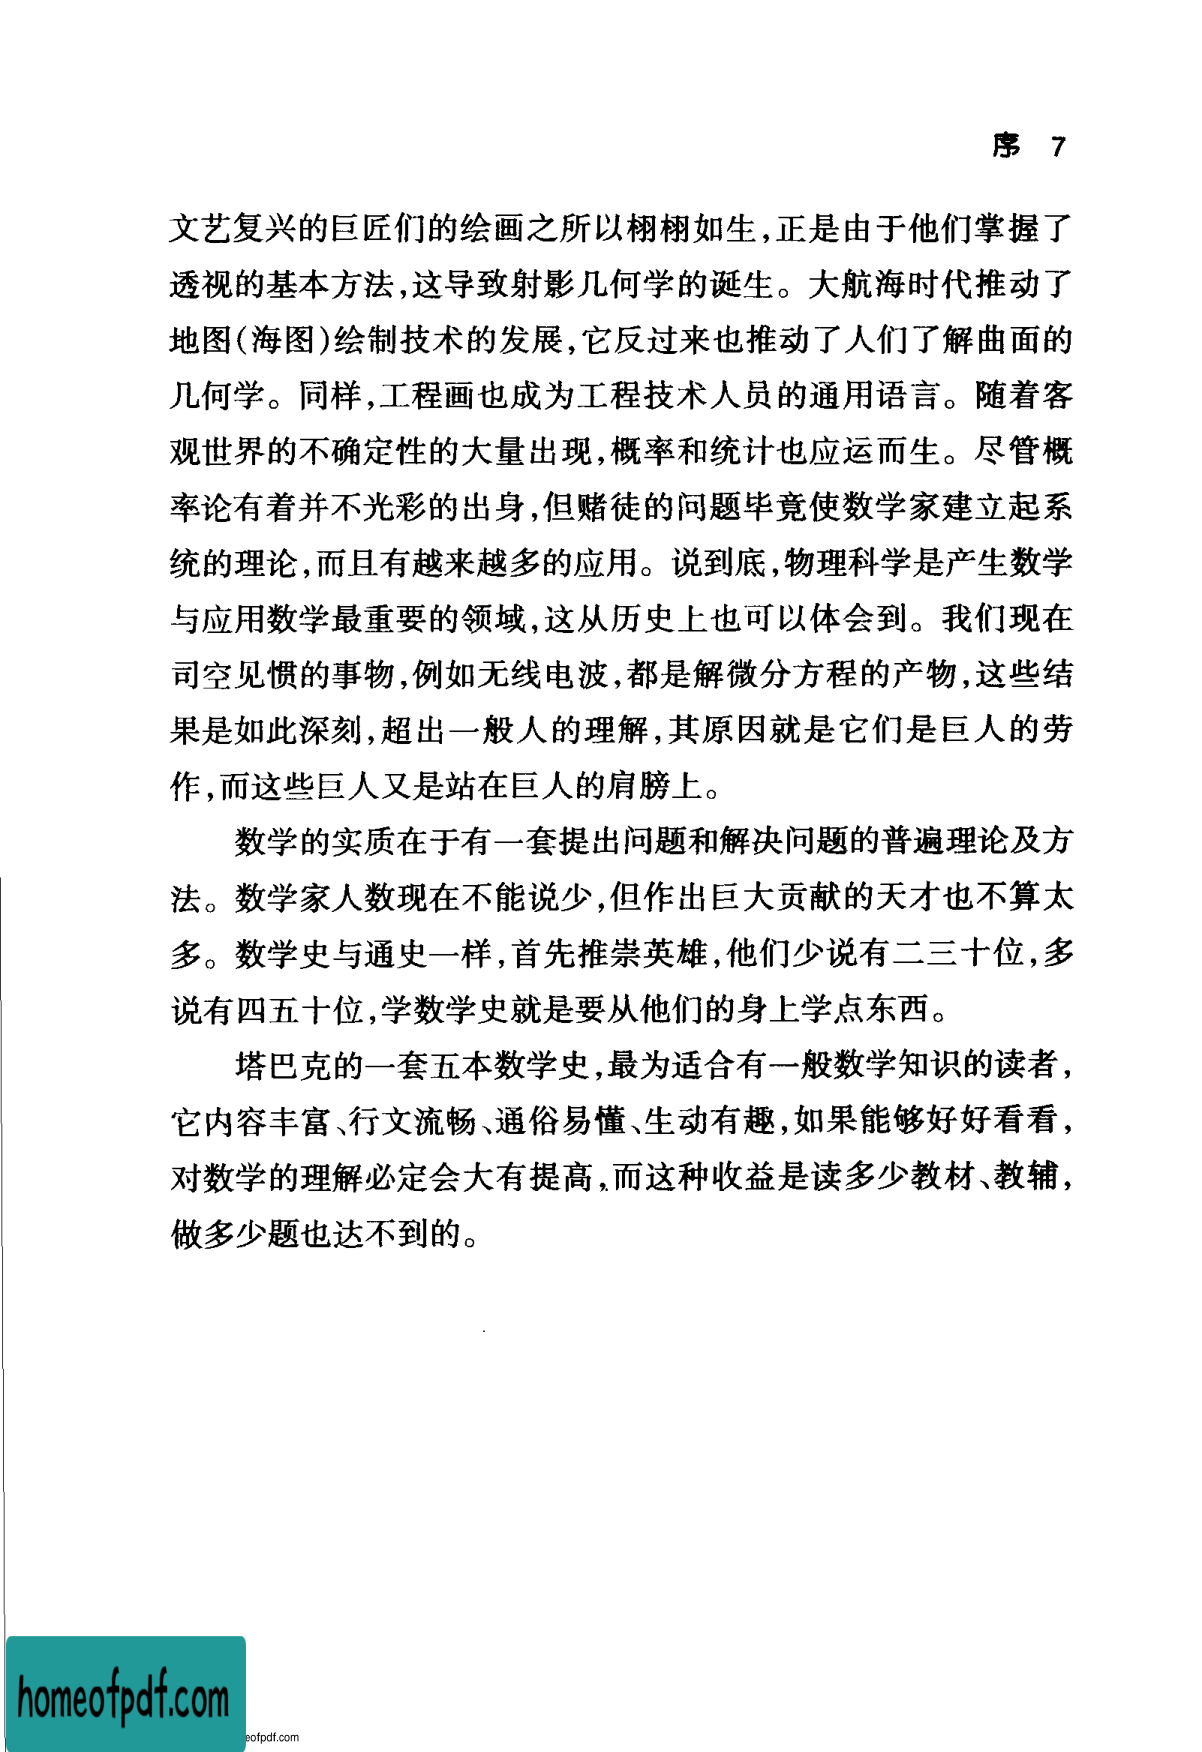 序 7
文艺复兴的巨匠们的绘画之所以栩栩如生,正是由于他们掌握了
透视的基本方法,这导致射影几何学的诞生。大航海时代推动了
地图(海图)绘制技术的发展,它反过来也推动了人们了解曲面的
几何学。同样,工程画也成为工程技术人员的通用语言。随着客
观世界的不确定性的大量出现,概率和统计也应运而生。尽管概
率论有着并不光彩的出身,但赌徒的问题毕竟使数学家建立起系
统的理论,而且有越来越多的应用。说到底,物理科学是产生数学
与应用数学最重要的领域,这从历史上也可以体会到。我们现在
司空见惯的事物,例如无线电波,都是解微分方程的产物,这些结
果是如此深刻,超出一般人的理解,其原因就是它们是巨人的劳
作,而这些巨人又是站在巨人的肩膀上。
数学的实质在于有一套提出问题和解决问题的普遍理论及方
法。数学家人数现在不能说少,但作出巨大贡献的天才也不算太
多。数学史与通史一样,首先推崇英雄,他们少说有二三十位,多
说有四五十位,学数学史就是要从他们的身上学点东西。
塔巴克的一套五本数学史,最为适合有一般数学知识的读者,
它内容丰富、行文流畅、通俗易懂、生动有趣,如果能够好好看看,
对数学的理解必定会大有提高,而这种收益是读多少教材、教辅,
做多少题也达不到的。
homeofpdf.com
eofpdf.com